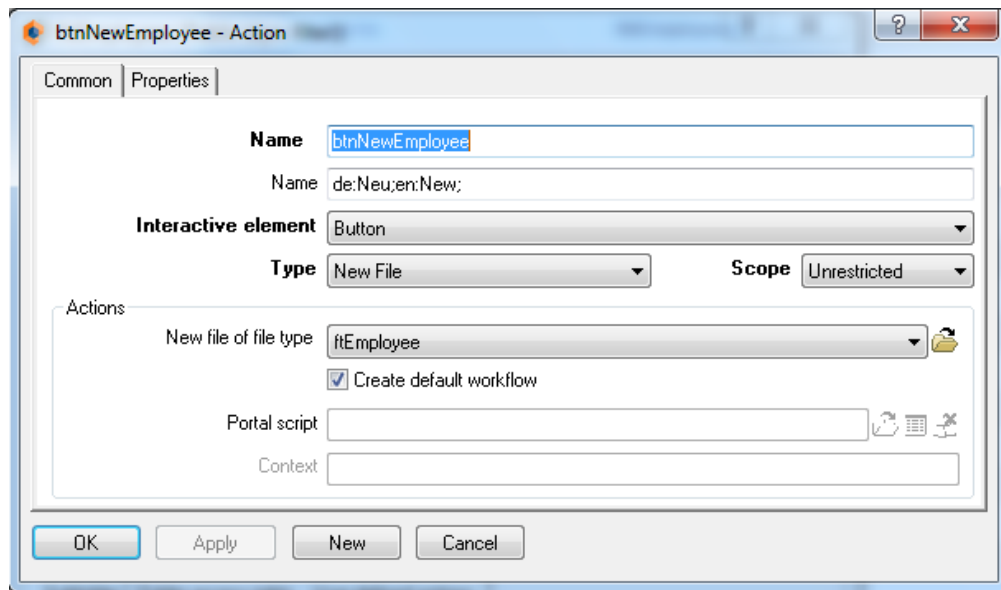 btnNewEmployee - Action
Common Properties
Name btnNewEmployee
Name de:Neu;en:New;
Interactive element Button
Type New File Scope Unrestricted
Actions
New file of file type ftEmployee
Create default workflow
Portal script
Context
OK Apply New Cancel